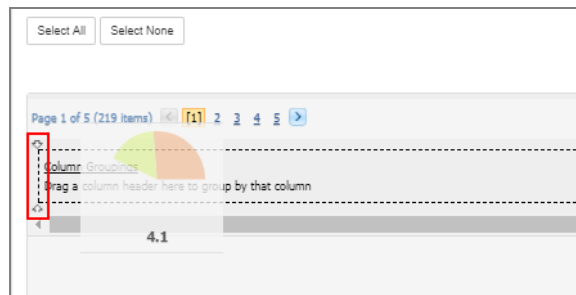 Select All Select None
Page 1 of 5 (219 items) < [1] 2 3 4 5 >
Column Groupings
Drag a column header here to group by that column
4.1